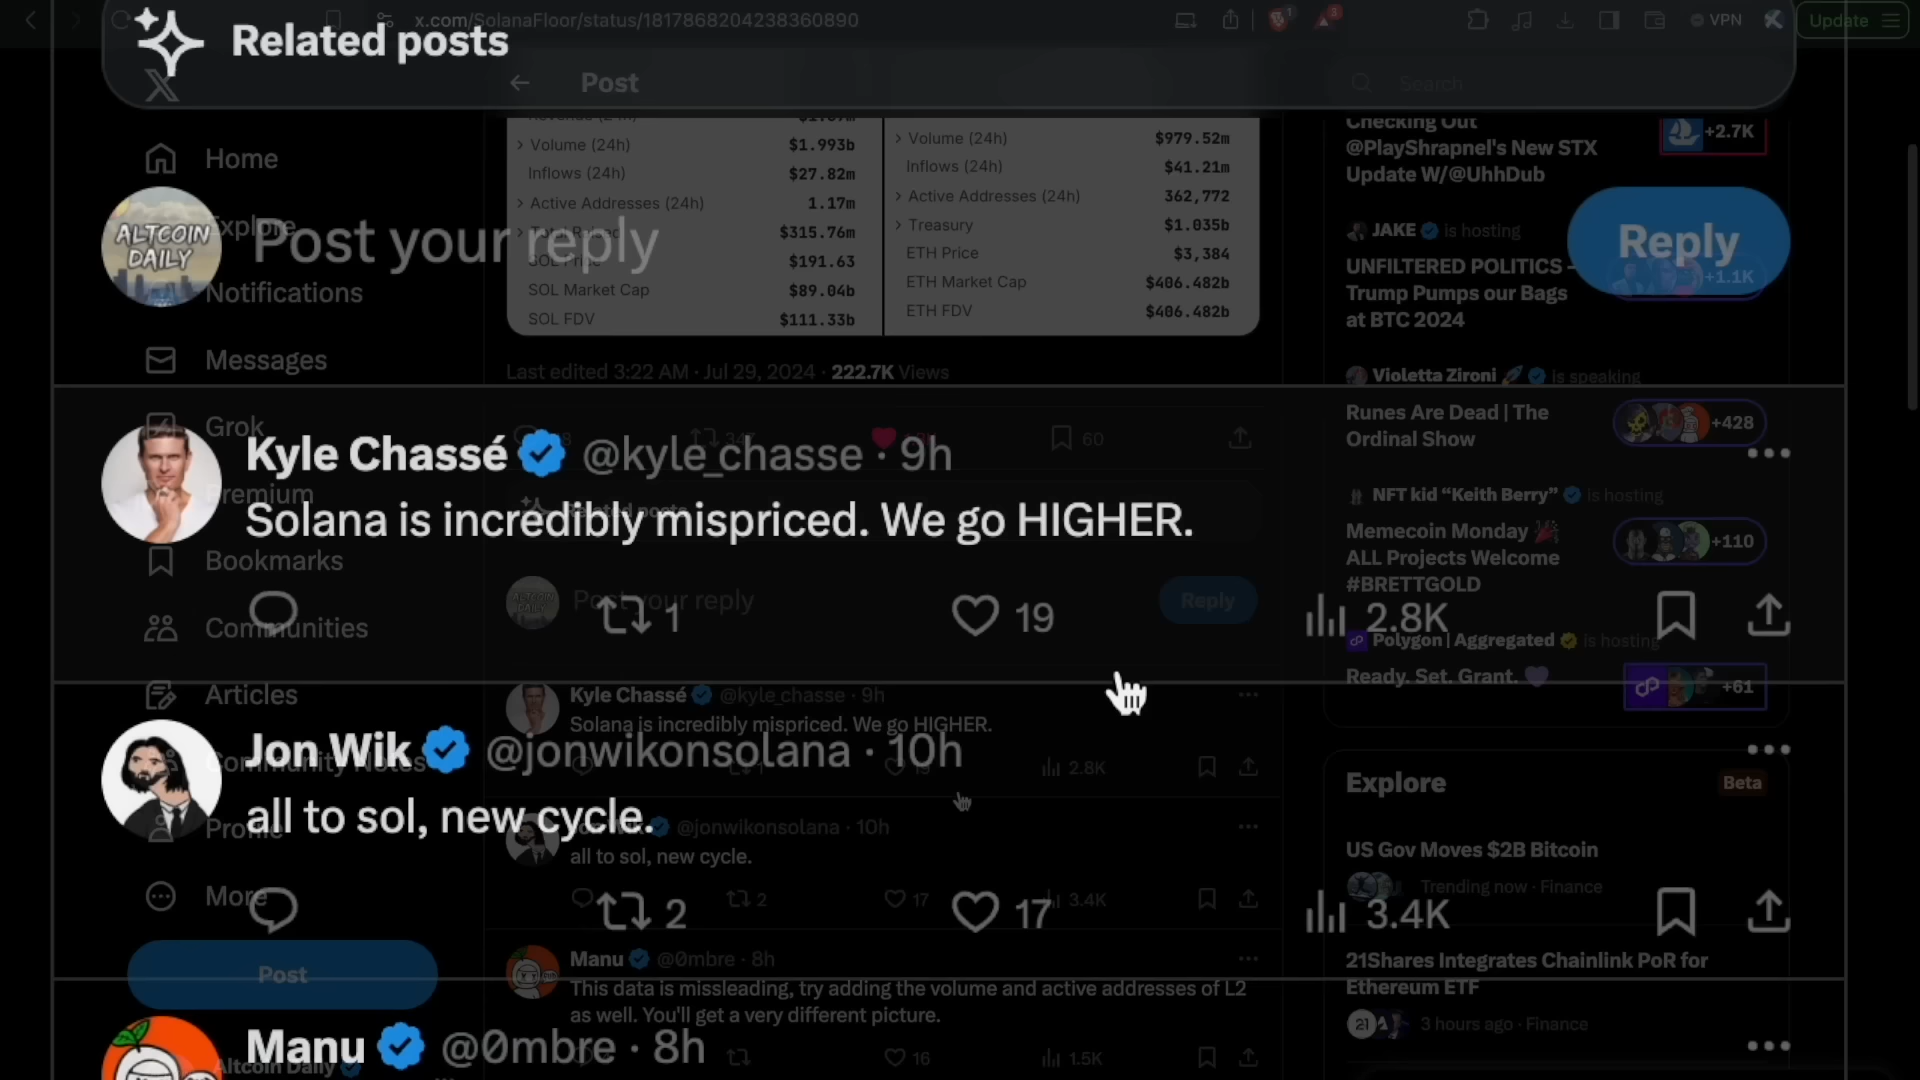 x.com/SolanaFloor/status/1817868204238360890
1
3
VPN
Update
Related posts
Post
Search
Home
Explore
Notifications
Messages
Grok
Premium
Bookmarks
Communities
Articles
Community Notes
Profile
More
Post
Altcoin Daily
Volume (24h) $1.993b
Inflows (24h) $27.82m
Active Addresses (24h) 1.17m
$315.76m
SOL Price $191.63
SOL Market Cap $89.04b
SOL FDV $111.33b
Volume (24h) $979.52m
Inflows (24h) $41.21m
Active Addresses (24h) 362,772
Treasury $1.035b
ETH Price $3,384
ETH Market Cap $406.482b
ETH FDV $406.482b
Last edited 3:22 AM · Jul 29, 2024 · 222.7K Views
60
ALTCOIN
DAILY
Post your reply
Reply
Kyle Chassé @kyle_chasse · 9h
Solana is incredibly mispriced. We go HIGHER.
1 19 2.8K
Jon Wik @jonwikonsolana · 10h
all to sol, new cycle.
2 17 3.4K
Manu @0mbre · 8h
Post your reply
Reply
Kyle Chassé @kyle_chasse · 9h
Solana is incredibly mispriced. We go HIGHER.
1 19 2.8K
@jonwikonsolana · 10h
all to sol, new cycle.
2 17 3.4K
Manu @0mbre · 8h
This data is missleading, try adding the volume and active addresses of L2
as well. You'll get a very different picture.
16 1.5K
Checking Out
@PlayShrapnel's New STX
Update W/@UhhDub
+2.7K
JAKE is hosting
UNFILTERED POLITICS -
Trump Pumps our Bags
at BTC 2024
+1.1K
Violetta Zironi is speaking
Runes Are Dead | The
Ordinal Show
+428
NFT kid “Keith Berry” is hosting
Memecoin Monday
ALL Projects Welcome
#BRETTGOLD
+110
Polygon | Aggregated is hosting
Ready. Set. Grant.
+61
Explore
Beta
US Gov Moves $2B Bitcoin
Trending now · Finance
21Shares Integrates Chainlink PoR for
Ethereum ETF
21
3 hours ago · Finance